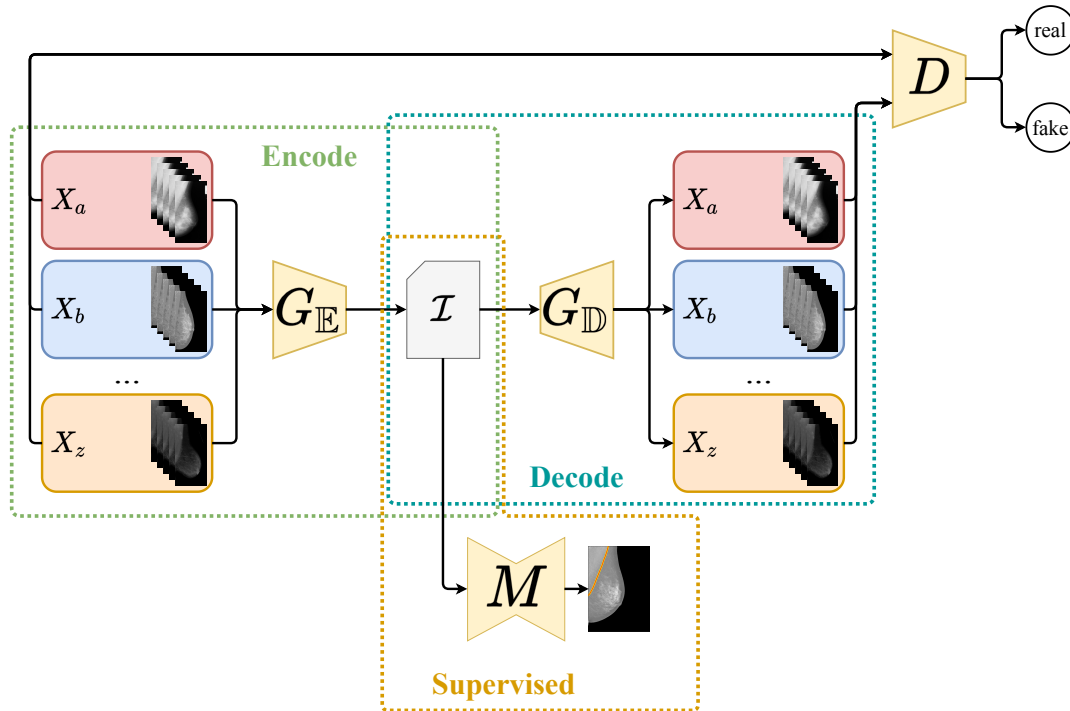 real
D
fake
Encode
X_a
X_a
X_b
G_𝔼
ℐ
G_𝔻
X_b
...
...
X_z
X_z
Decode
M
Supervised